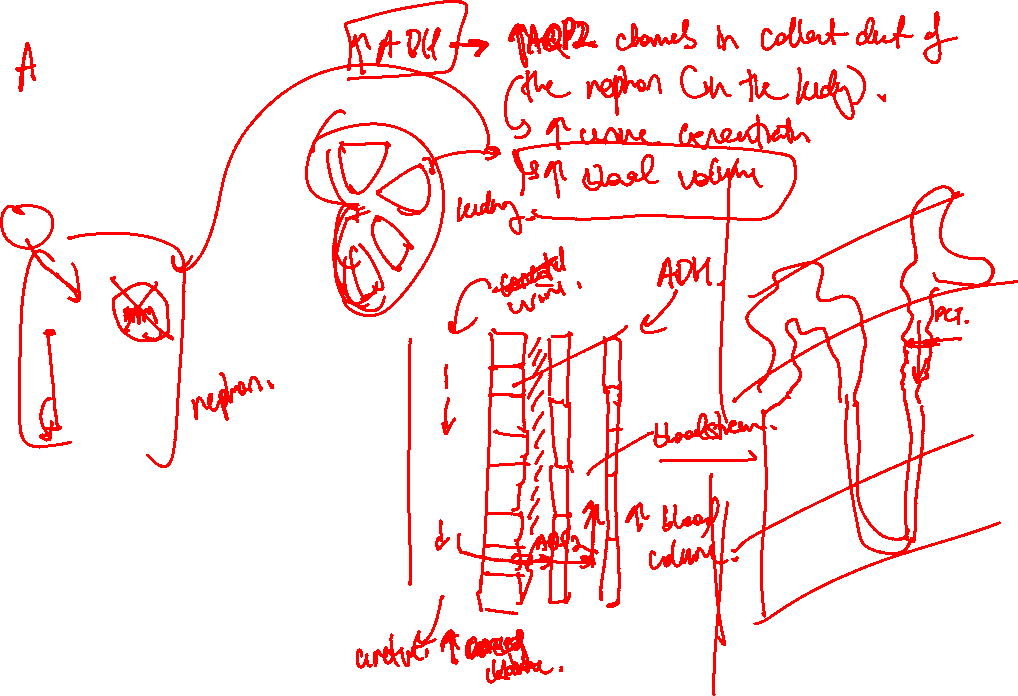 A
↑ ADH → ↑AQP2 channels in collect duct of
the nephron (in the kidney).
↳ ↑ urine concentration
↳ ↑ blood volume
kidney.
urine.
ADH.
PCT.
nephron.
bloodstream.
↑ ↑ blood
volume.
AQP2
↑